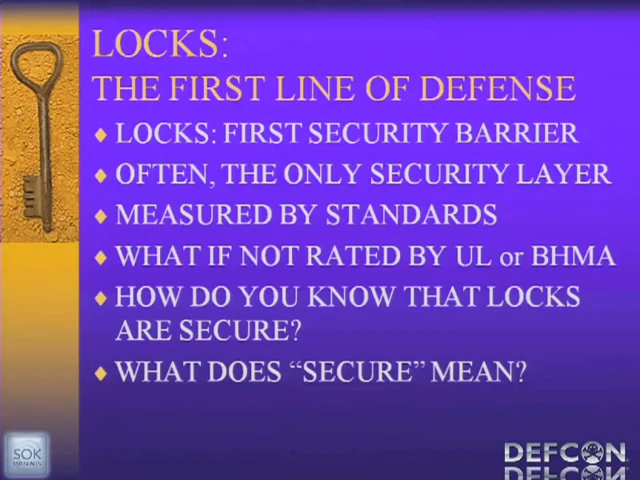 LOCKS:
THE FIRST LINE OF DEFENSE
LOCKS: FIRST SECURITY BARRIER
OFTEN, THE ONLY SECURITY LAYER
MEASURED BY STANDARDS
WHAT IF NOT RATED BY UL or BHMA
HOW DO YOU KNOW THAT LOCKS
ARE SECURE?
WHAT DOES “SECURE” MEAN?
SOK
PRESENTS
DEFCON